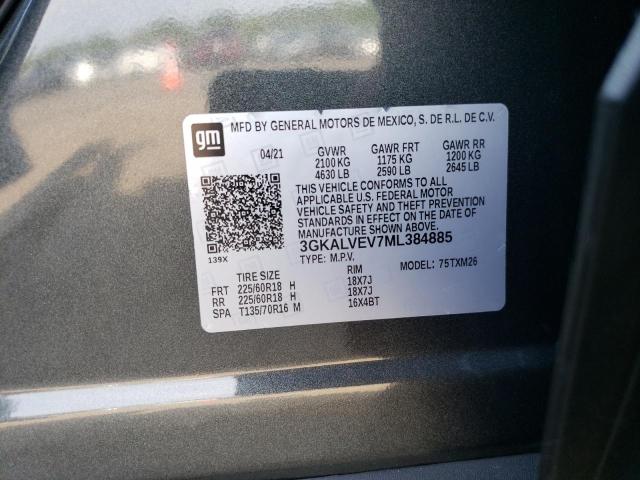 gm
MFD BY GENERAL MOTORS DE MEXICO, S. DE R.L. DE C.V.
04/21 GVWR GAWR FRT GAWR RR
2100 KG 1175 KG 1200 KG
4630 LB 2590 LB 2645 LB
THIS VEHICLE CONFORMS TO ALL
APPLICABLE U.S. FEDERAL MOTOR
VEHICLE SAFETY AND THEFT PREVENTION
STANDARDS IN EFFECT ON THE DATE OF
MANUFACTURE SHOWN ABOVE.
139X
3GKALVEV7ML384885
TYPE: M.P.V. MODEL: 75TXM26
TIRE SIZE RIM
FRT 225/60R18 H 18X7J
RR 225/60R18 H 18X7J
SPA T135/70R16 M 16X4BT